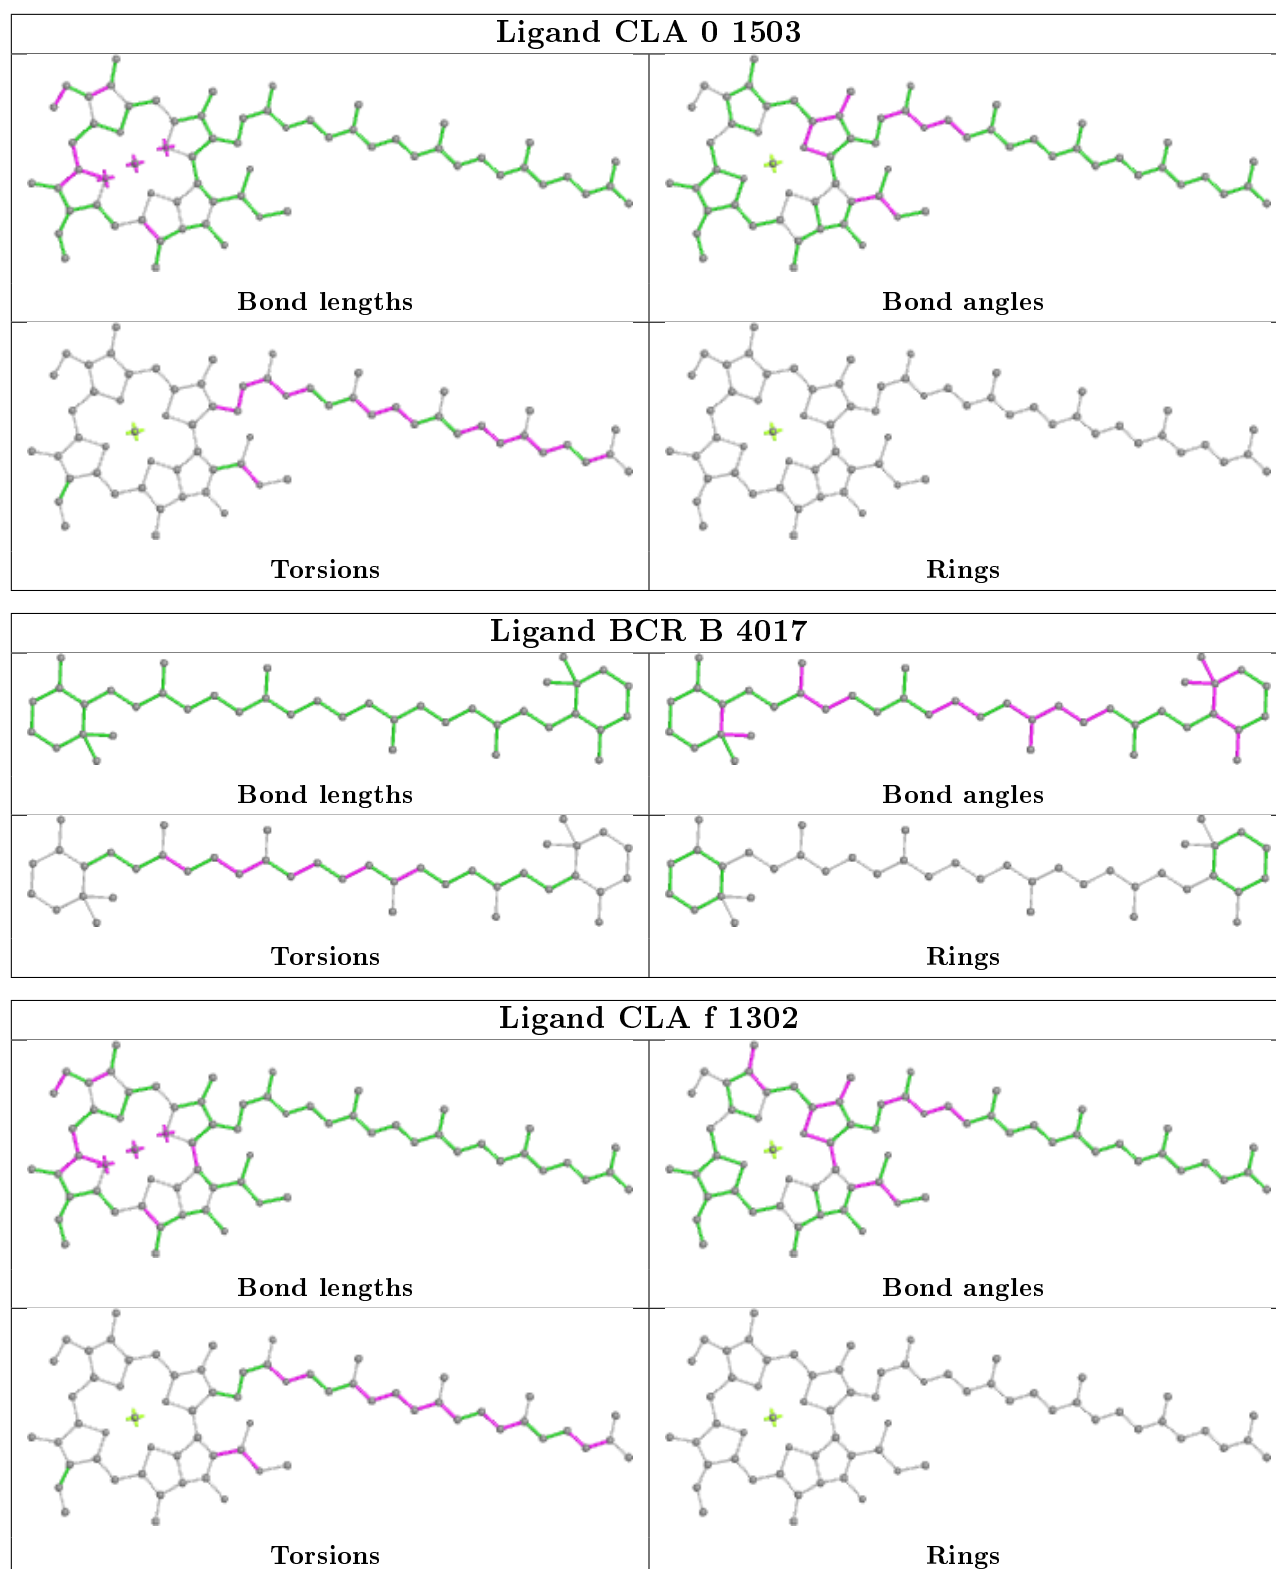 Ligand CLA 0 1503
Bond lengths
Bond angles
Torsions
Rings
Ligand BCR B 4017
Bond lengths
Bond angles
Torsions
Rings
Ligand CLA f 1302
Bond lengths
Bond angles
Torsions
Rings